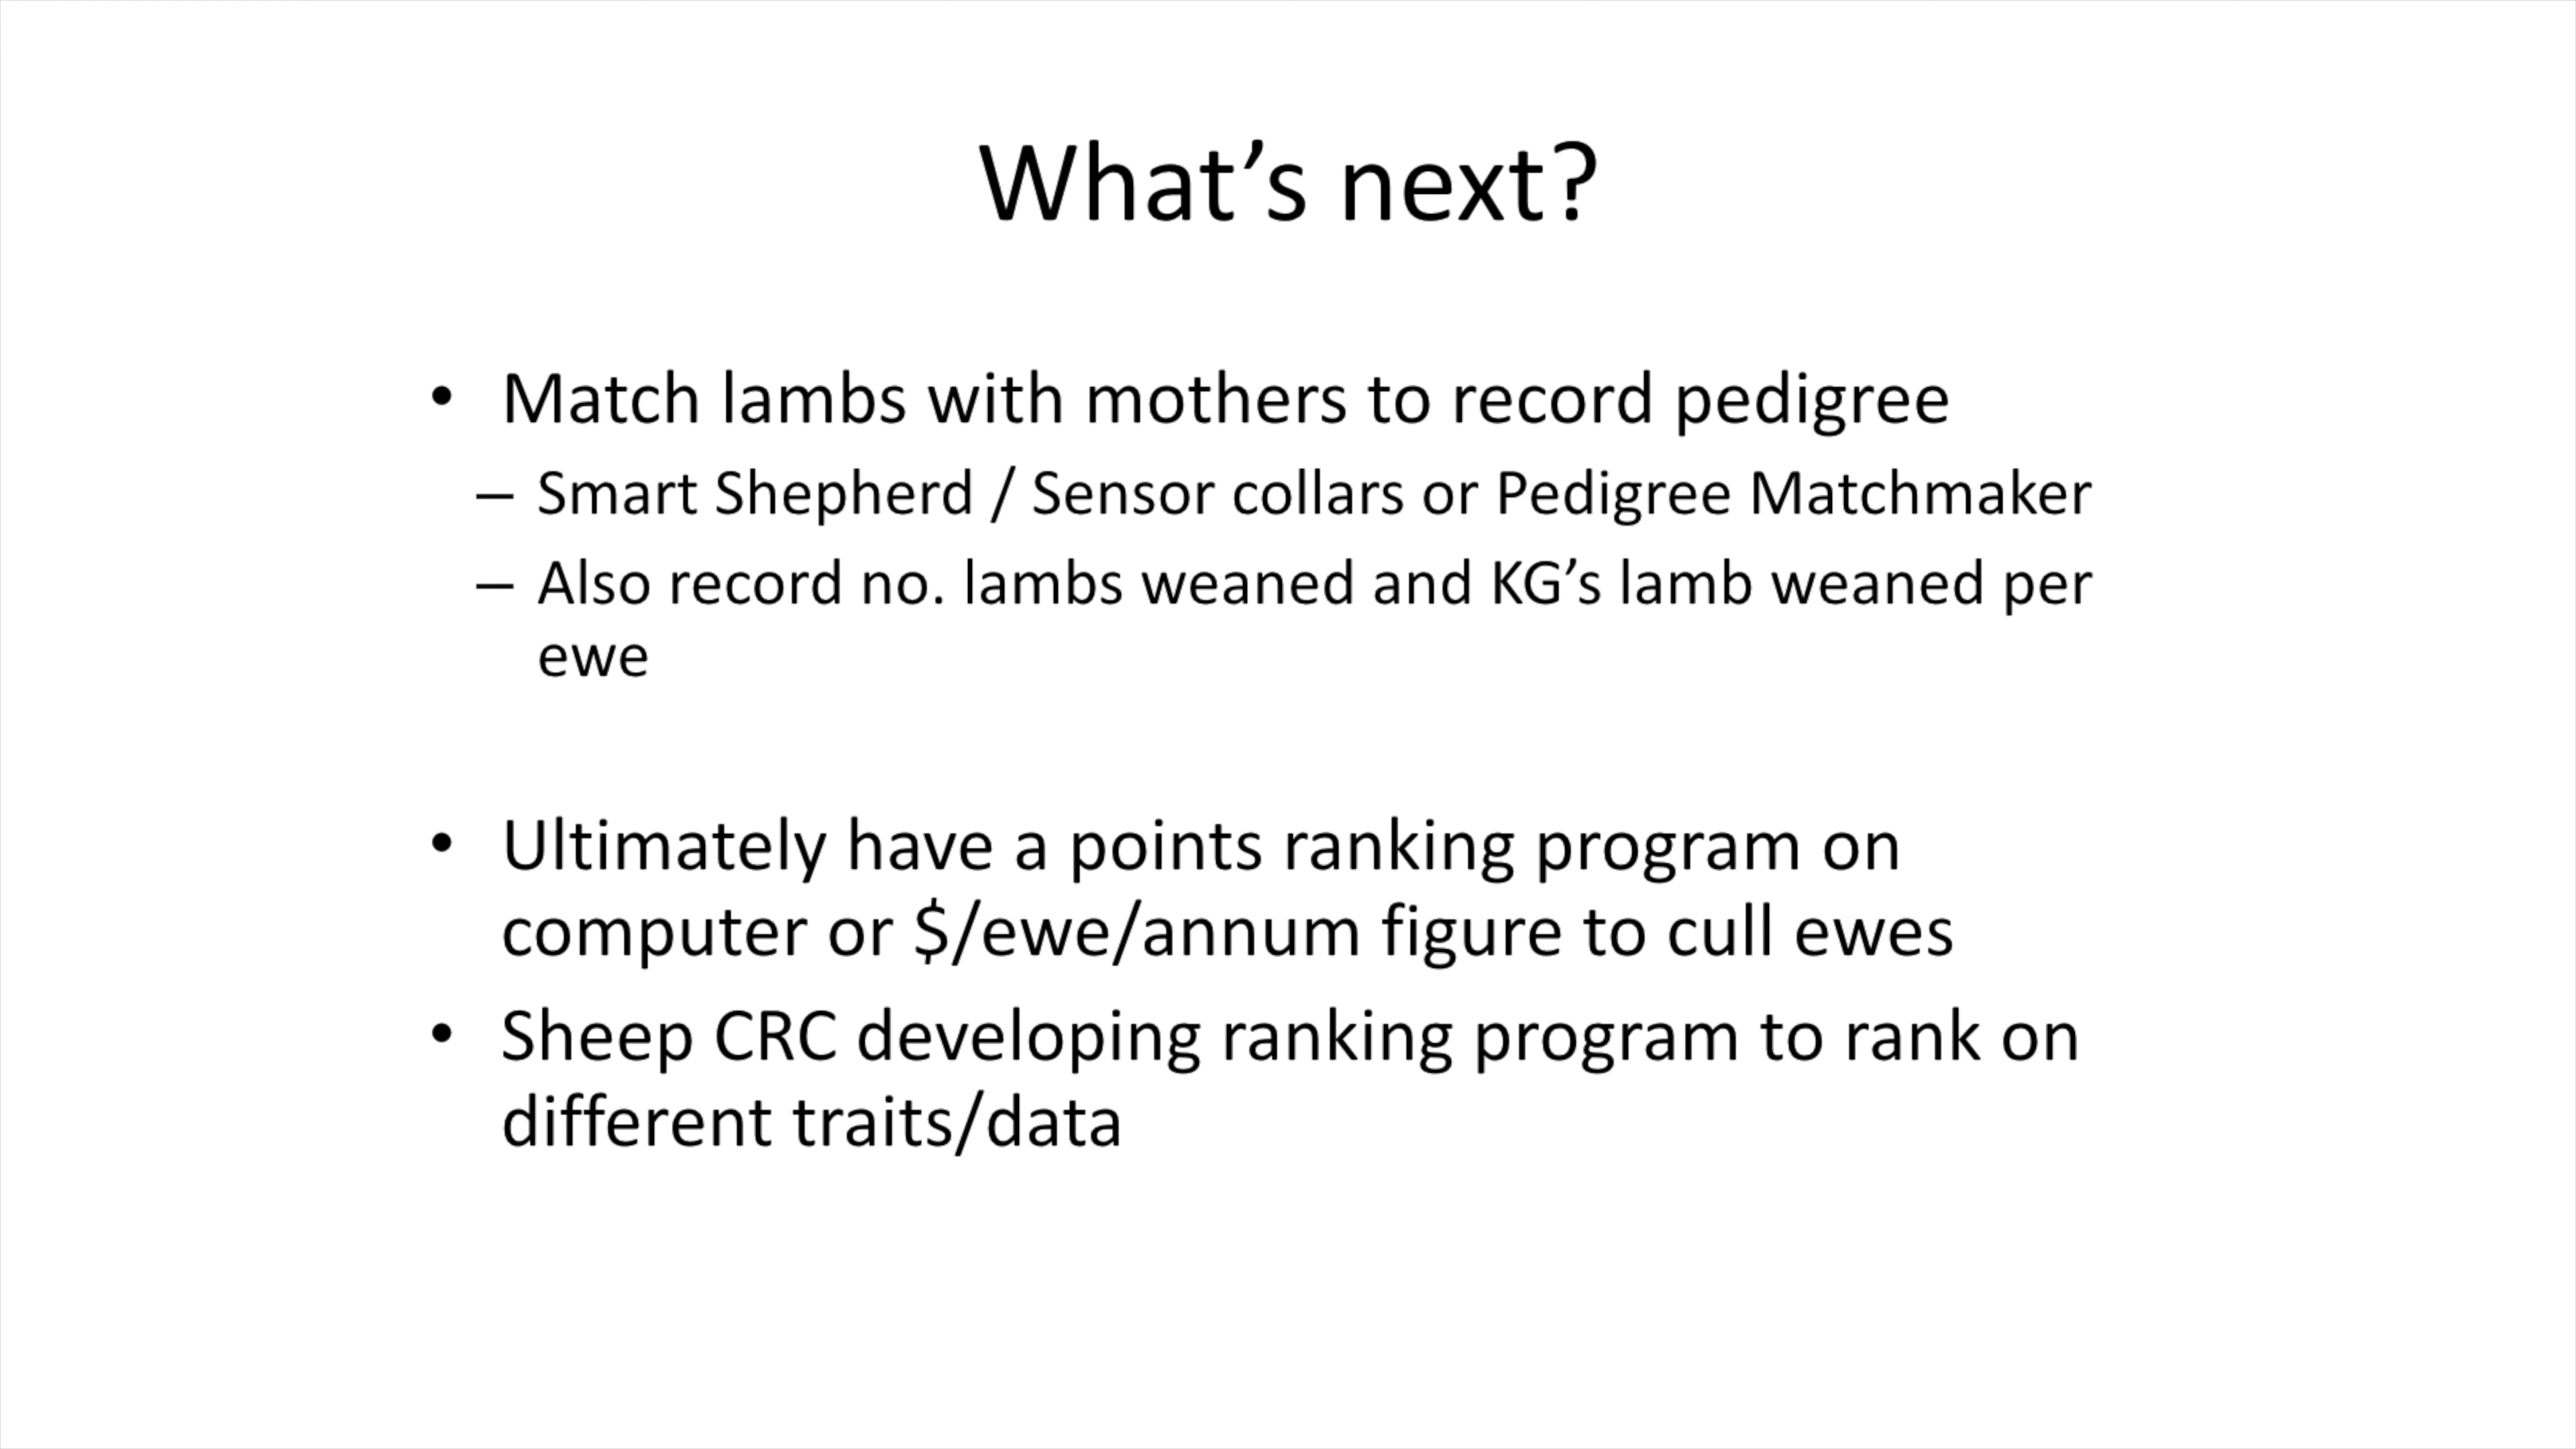 What’s next?
• Match lambs with mothers to record pedigree
– Smart Shepherd / Sensor collars or Pedigree Matchmaker
– Also record no. lambs weaned and KG’s lamb weaned per
ewe
• Ultimately have a points ranking program on
computer or $/ewe/annum figure to cull ewes
• Sheep CRC developing ranking program to rank on
different traits/data